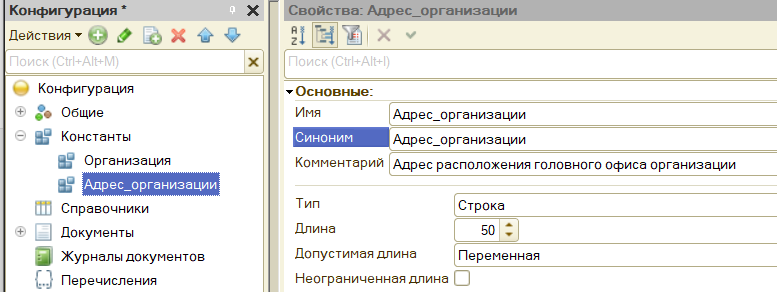 Конфигурация *
Действия
Поиск (Ctrl+Alt+M)
Конфигурация
Общие
Константы
Организация
Адрес_организации
Справочники
Документы
Журналы документов
Перечисления
Свойства: Адрес_организации
Поиск (Ctrl+Alt+I)
Основные:
Имя Адрес_организации
Синоним Адрес_организации
Комментарий Адрес расположения головного офиса организации
Тип Строка
Длина 50
Допустимая длина Переменная
Неограниченная длина